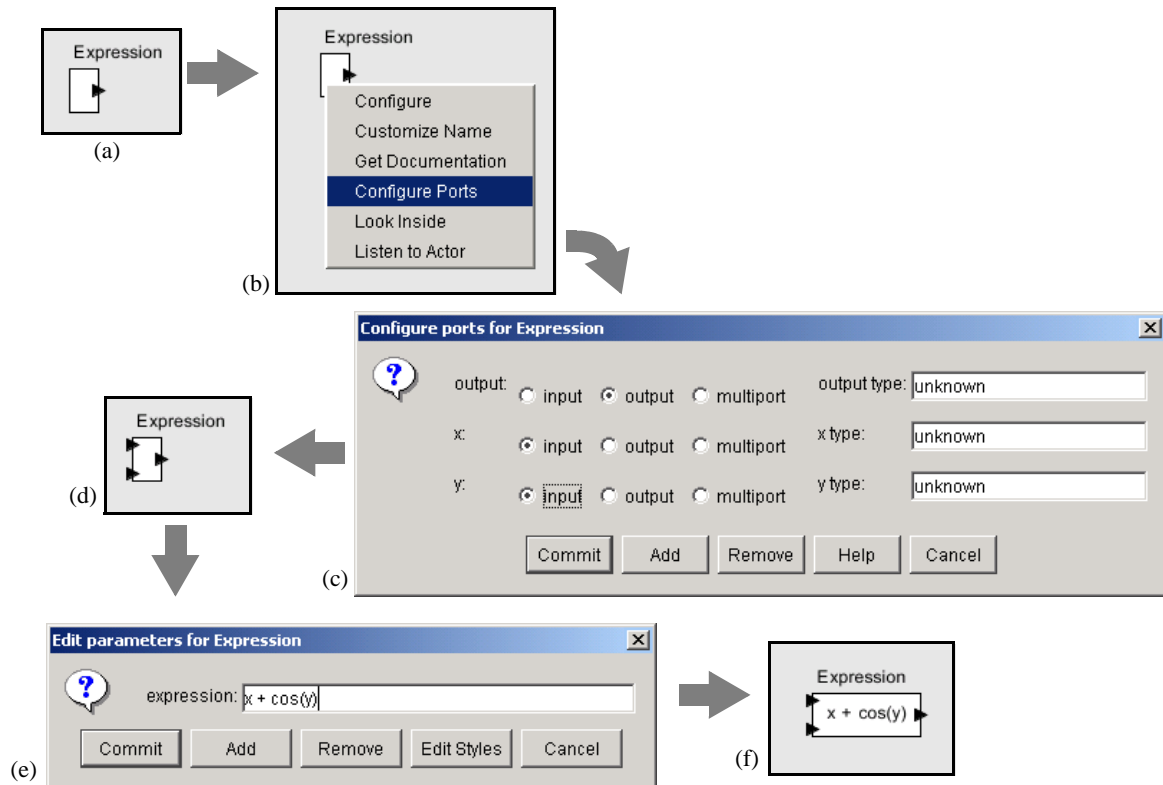 Expression
(a)
Expression
Configure
Customize Name
Get Documentation
Configure Ports
Look Inside
Listen to Actor
(b)
Configure ports for Expression
output: input output multiport output type: unknown
x: input output multiport x type: unknown
y: input output multiport y type: unknown
Commit Add Remove Help Cancel
(c)
Expression
(d)
Edit parameters for Expression
expression: x + cos(y)
Commit Add Remove Edit Styles Cancel
(e)
Expression
x + cos(y)
(f)